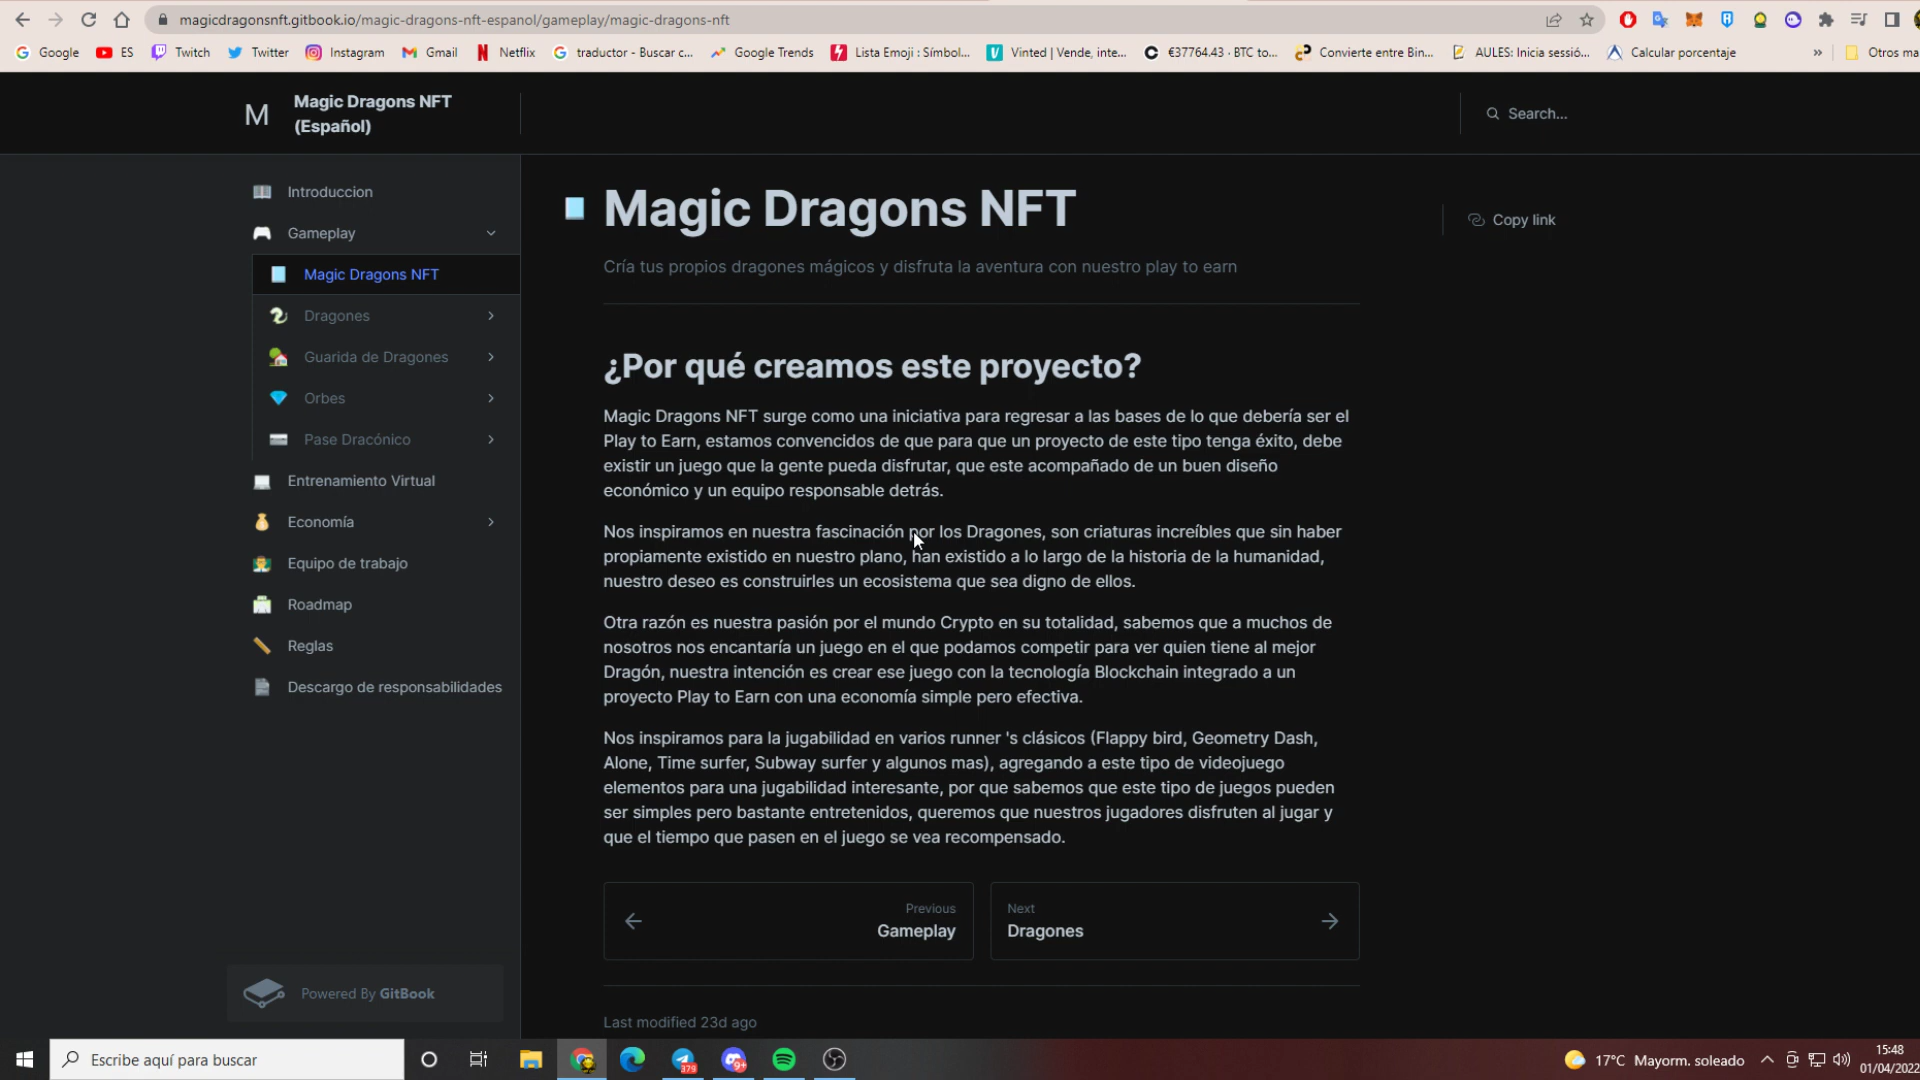 magicdragonsnft.gitbook.io/magic-dragons-nft-espanol/gameplay/magic-dragons-nft
Google
ES
Twitch
Twitter
Instagram
Gmail
Netflix
traductor - Buscar c...
Google Trends
Lista Emoji : Símbol...
Vinted | Vende, inte...
€37764.43 · BTC to...
Convierte entre Bin...
AULES: Inicia sessió...
Calcular porcentaje
»
Otros ma
M
Magic Dragons NFT
(Español)
Search...
Introduccion
Gameplay
Magic Dragons NFT
Dragones
Guarida de Dragones
Orbes
Pase Dracónico
Entrenamiento Virtual
Economía
Equipo de trabajo
Roadmap
Reglas
Descargo de responsabilidades
Powered By GitBook
Magic Dragons NFT
Copy link
Cría tus propios dragones mágicos y disfruta la aventura con nuestro play to earn
¿Por qué creamos este proyecto?
Magic Dragons NFT surge como una iniciativa para regresar a las bases de lo que debería ser el
Play to Earn, estamos convencidos de que para que un proyecto de este tipo tenga éxito, debe
existir un juego que la gente pueda disfrutar, que este acompañado de un buen diseño
económico y un equipo responsable detrás.
Nos inspiramos en nuestra fascinación por los Dragones, son criaturas increíbles que sin haber
propiamente existido en nuestro plano, han existido a lo largo de la historia de la humanidad,
nuestro deseo es construirles un ecosistema que sea digno de ellos.
Otra razón es nuestra pasión por el mundo Crypto en su totalidad, sabemos que a muchos de
nosotros nos encantaría un juego en el que podamos competir para ver quien tiene al mejor
Dragón, nuestra intención es crear ese juego con la tecnología Blockchain integrado a un
proyecto Play to Earn con una economía simple pero efectiva.
Nos inspiramos para la jugabilidad en varios runner 's clásicos (Flappy bird, Geometry Dash,
Alone, Time surfer, Subway surfer y algunos mas), agregando a este tipo de videojuego
elementos para una jugabilidad interesante, por que sabemos que este tipo de juegos pueden
ser simples pero bastante entretenidos, queremos que nuestros jugadores disfruten al jugar y
que el tiempo que pasen en el juego se vea recompensado.
Previous
Gameplay
Next
Dragones
Last modified 23d ago
Escribe aquí para buscar
379
9+
17°C Mayorm. soleado
15:48
01/04/2022